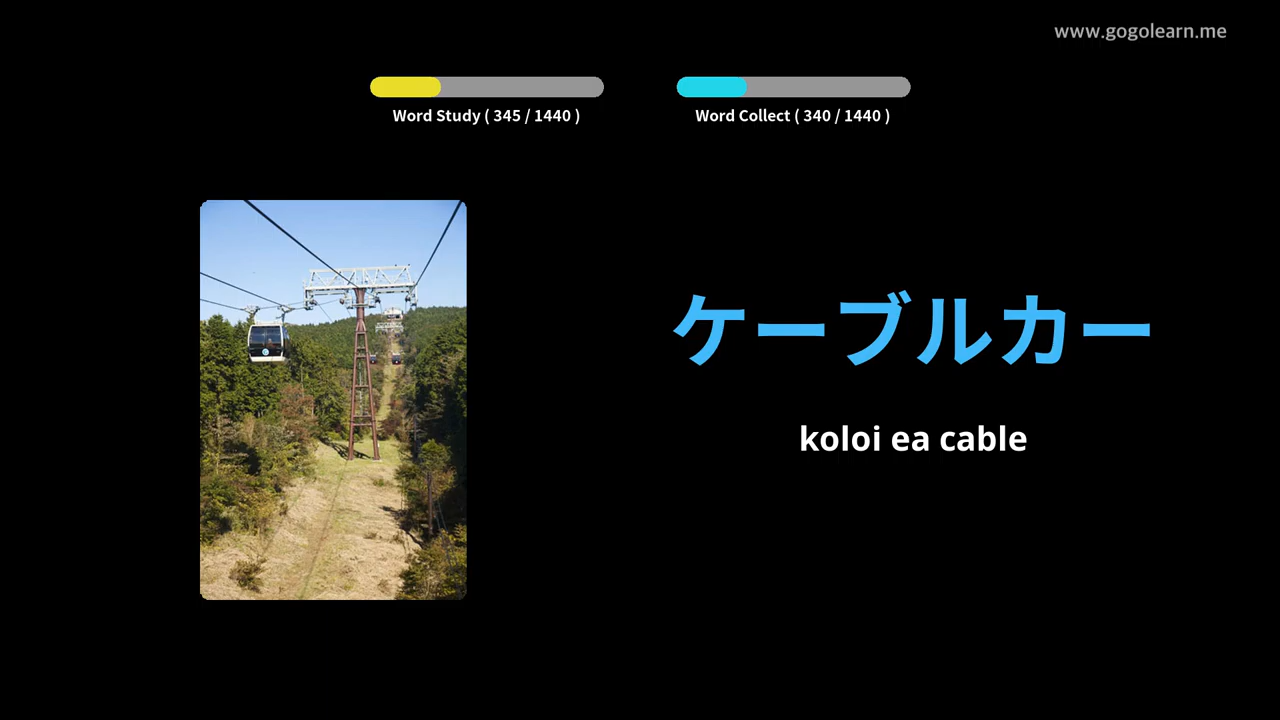 www.gogolearn.me
Word Study ( 345 / 1440 )
Word Collect ( 340 / 1440 )
ケーブルカー
koloi ea cable